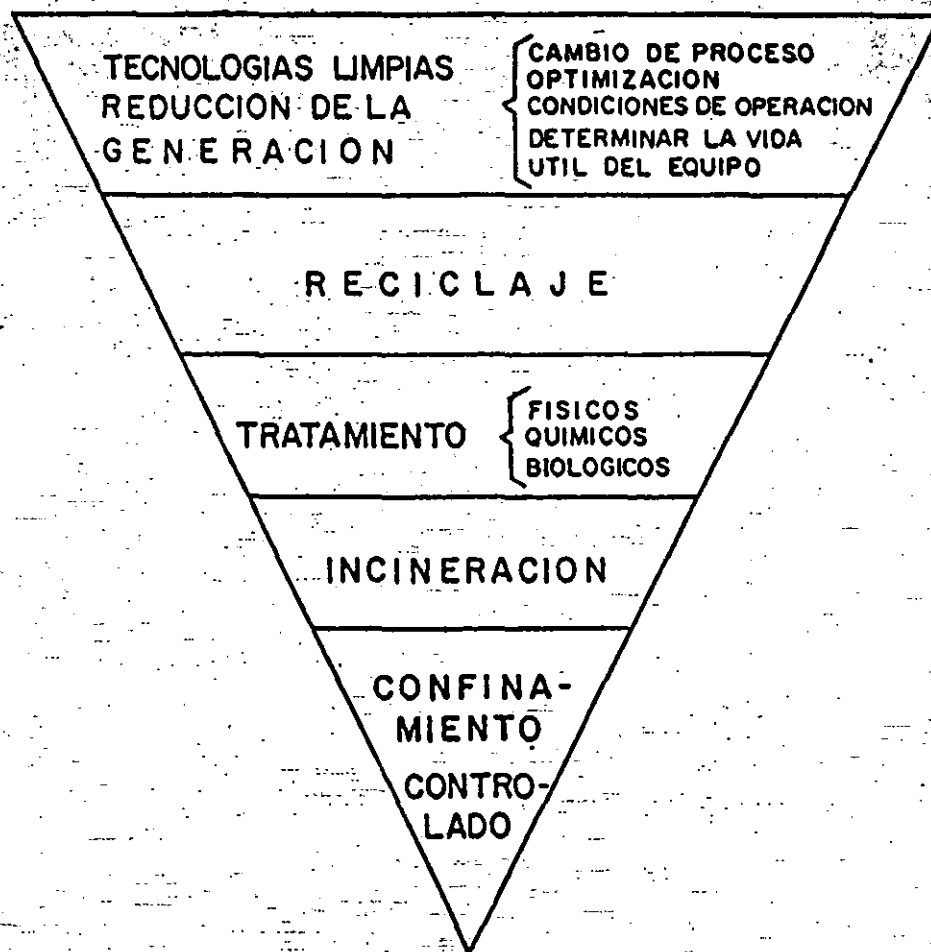 TECNOLOGIAS LIMPIAS
REDUCCION DE LA
GENERACION
CAMBIO DE PROCESO
OPTIMIZACION
CONDICIONES DE OPERACION
DETERMINAR LA VIDA
UTIL DEL EQUIPO
RECICLAJE
TRATAMIENTO
FISICOS
QUIMICOS
BIOLOGICOS
INCINERACION
CONFINA-
MIENTO
CONTRO-
LADO